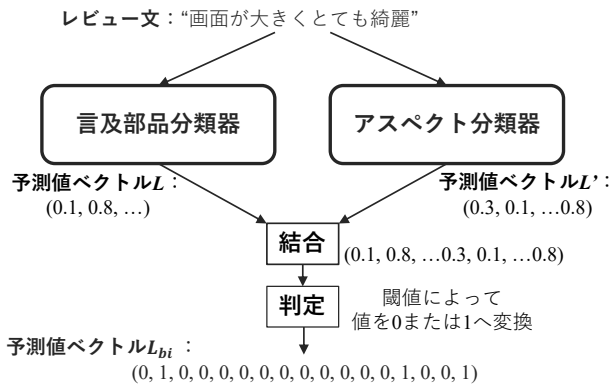 レビュー文：“画面が大きくとても綺麗”
言及部品分類器
アスペクト分類器
予測値ベクトルL：
(0.1, 0.8, …)
予測値ベクトルL’：
(0.3, 0.1, …0.8)
結合
(0.1, 0.8, …0.3, 0.1, …0.8)
判定
閾値によって
値を0または1へ変換
予測値ベクトルL_{bi}：
(0, 1, 0, 0, 0, 0, 0, 0, 0, 0, 0, 0, 1, 0, 0, 1)